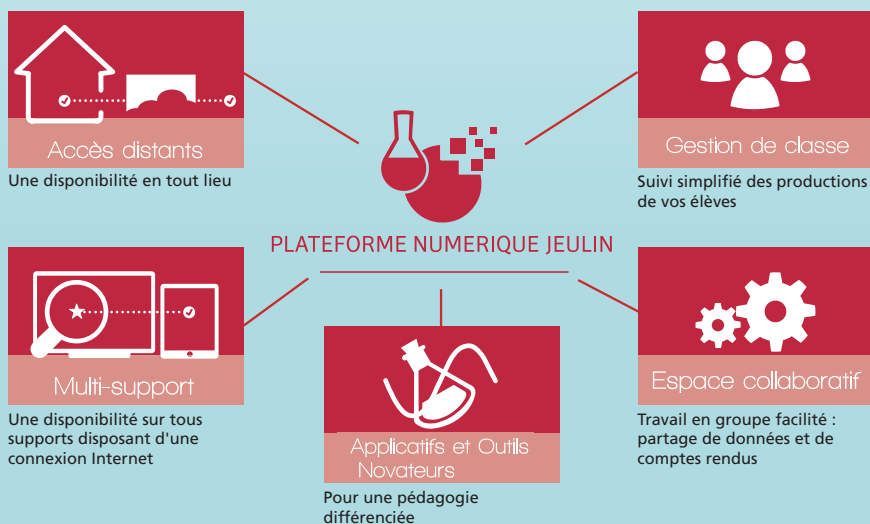 Accès distants
Une disponibilité en tout lieu
Gestion de classe
Suivi simplifié des productions
de vos élèves
PLATEFORME NUMERIQUE JEULIN
Multi-support
Une disponibilité sur tous
supports disposant d'une
connexion Internet
Applicatifs et Outils
Novateurs
Pour une pédagogie
différenciée
Espace collaboratif
Travail en groupe facilité :
partage de données et de
comptes rendus